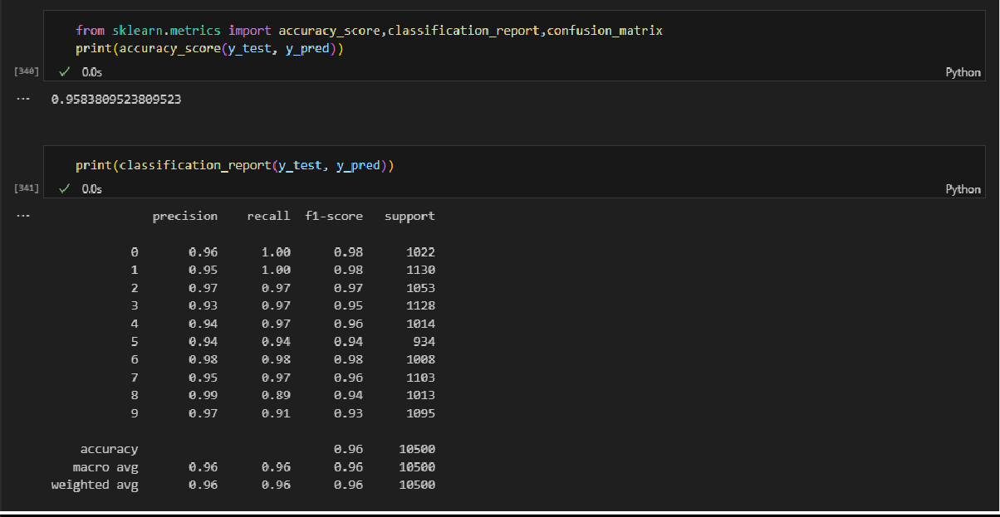 from sklearn.metrics import accuracy_score,classification_report,confusion_matrix
print(accuracy_score(y_test, y_pred))
[340] ✓ 0.0s Python
... 0.9583809523809523
print(classification_report(y_test, y_pred))
[341] ✓ 0.0s Python
... precision recall f1-score support
0 0.96 1.00 0.98 1022
1 0.95 1.00 0.98 1130
2 0.97 0.97 0.97 1053
3 0.93 0.97 0.95 1128
4 0.94 0.97 0.96 1014
5 0.94 0.94 0.94 934
6 0.98 0.98 0.98 1008
7 0.95 0.97 0.96 1103
8 0.99 0.89 0.94 1013
9 0.97 0.91 0.93 1095
accuracy 0.96 10500
macro avg 0.96 0.96 0.96 10500
weighted avg 0.96 0.96 0.96 10500